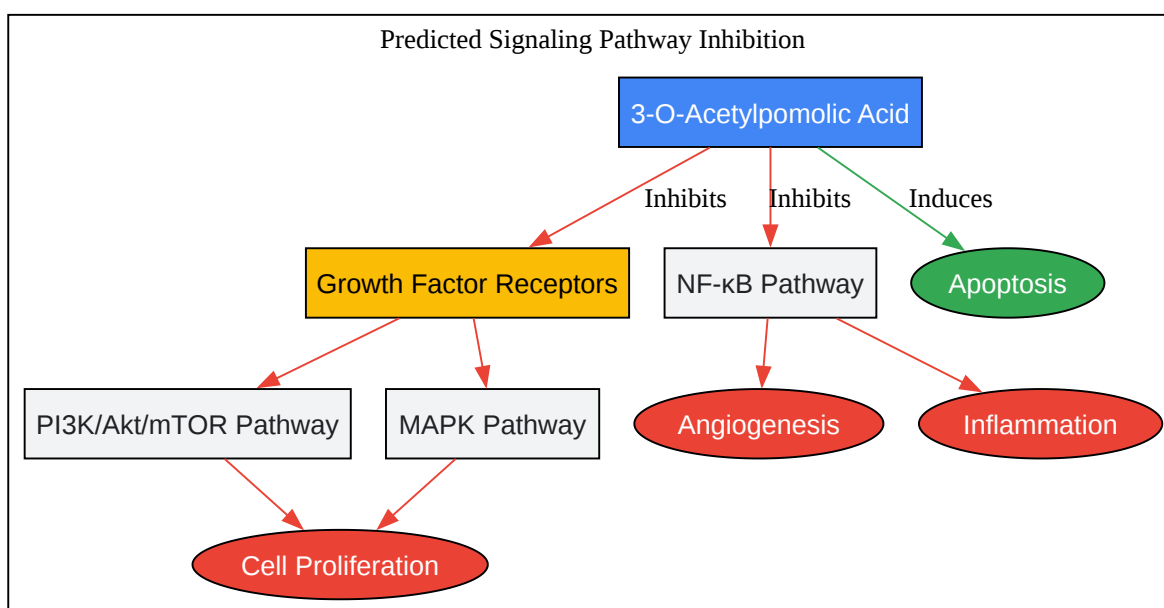 Predicted Signaling Pathway Inhibition
3-O-Acetylpomolic Acid
Inhibits
Inhibits
Induces
Growth Factor Receptors
NF-κB Pathway
Apoptosis
PI3K/Akt/mTOR Pathway
MAPK Pathway
Angiogenesis
Inflammation
Cell Proliferation